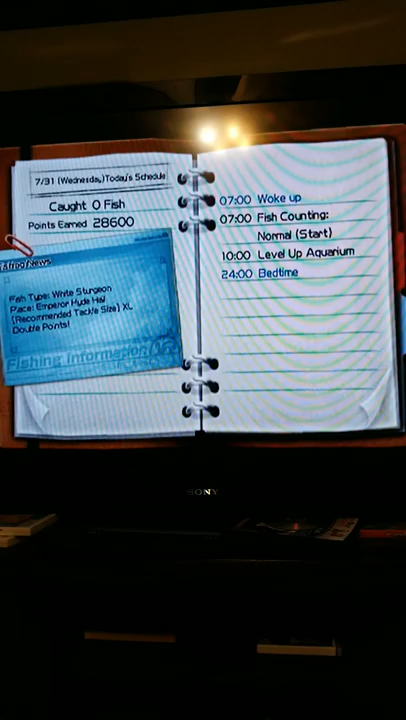 7/31 (Wednesday) Today's Schedule
Caught 0 Fish
Points Earned 28600
Afroo News
Fish Type: White Sturgeon
Place: Emperor Hyde Hall
(Recommended Tackle Size) XL
Double Points!
Fishing Information
07:00 Woke up
07:00 Fish Counting:
Normal (Start)
10:00 Level Up Aquarium
24:00 Bedtime
SONY